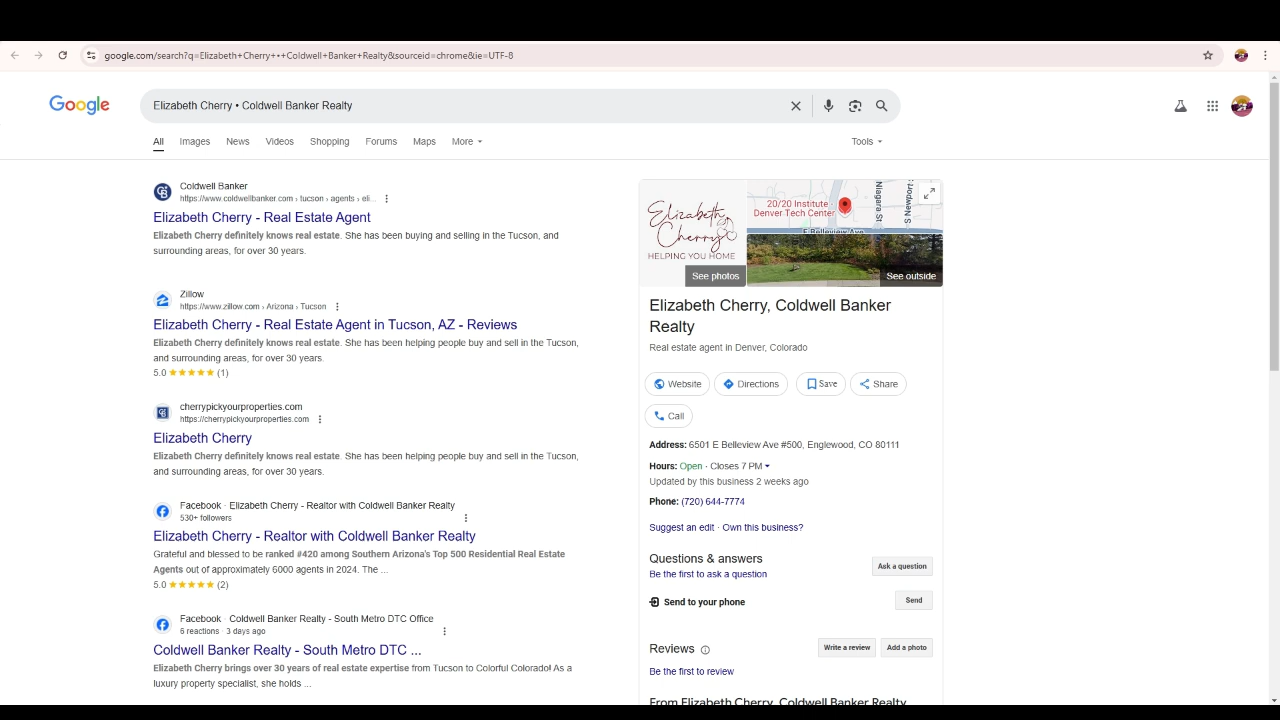 google.com/search?q=Elizabeth+Cherry+•+Coldwell+Banker+Realty&sourceid=chrome&ie=UTF-8
Google
Elizabeth Cherry • Coldwell Banker Realty
All
Images
News
Videos
Shopping
Forums
Maps
More
Tools
Coldwell Banker
https://www.coldwellbanker.com › tucson › agents › eli...
Elizabeth Cherry - Real Estate Agent
Elizabeth Cherry definitely knows real estate. She has been buying and selling in the Tucson, and
surrounding areas, for over 30 years.
Zillow
https://www.zillow.com › Arizona › Tucson
Elizabeth Cherry - Real Estate Agent in Tucson, AZ - Reviews
Elizabeth Cherry definitely knows real estate. She has been helping people buy and sell in the Tucson,
and surrounding areas, for over 30 years.
5.0 ★★★★★ (1)
cherrypickyourproperties.com
https://cherrypickyourproperties.com
Elizabeth Cherry
Elizabeth Cherry definitely knows real estate. She has been helping people buy and sell in the Tucson,
and surrounding areas, for over 30 years.
Facebook · Elizabeth Cherry - Realtor with Coldwell Banker Realty
530+ followers
Elizabeth Cherry - Realtor with Coldwell Banker Realty
Grateful and blessed to be ranked #420 among Southern Arizona's Top 500 Residential Real Estate
Agents out of approximately 6000 agents in 2024. The ...
5.0 ★★★★★ (2)
Facebook · Coldwell Banker Realty - South Metro DTC Office
6 reactions · 3 days ago
Coldwell Banker Realty - South Metro DTC ...
Elizabeth Cherry brings over 30 years of real estate expertise from Tucson to Colorful Colorado! As a
luxury property specialist, she holds ...
Elizabeth
Cherry
HELPING YOU HOME
See photos
20/20 Institute -
Denver Tech Center
E Belleview Ave
Niagara St
See outside
Elizabeth Cherry, Coldwell Banker
Realty
Real estate agent in Denver, Colorado
Website
Directions
Save
Share
Call
Address: 6501 E Belleview Ave #500, Englewood, CO 80111
Hours: Open · Closes 7 PM
Updated by this business 2 weeks ago
Phone: (720) 644-7774
Suggest an edit · Own this business?
Questions & answers
Be the first to ask a question
Ask a question
Send to your phone
Send
Reviews
Write a review
Add a photo
Be the first to review
From Elizabeth Cherry, Coldwell Banker Realty